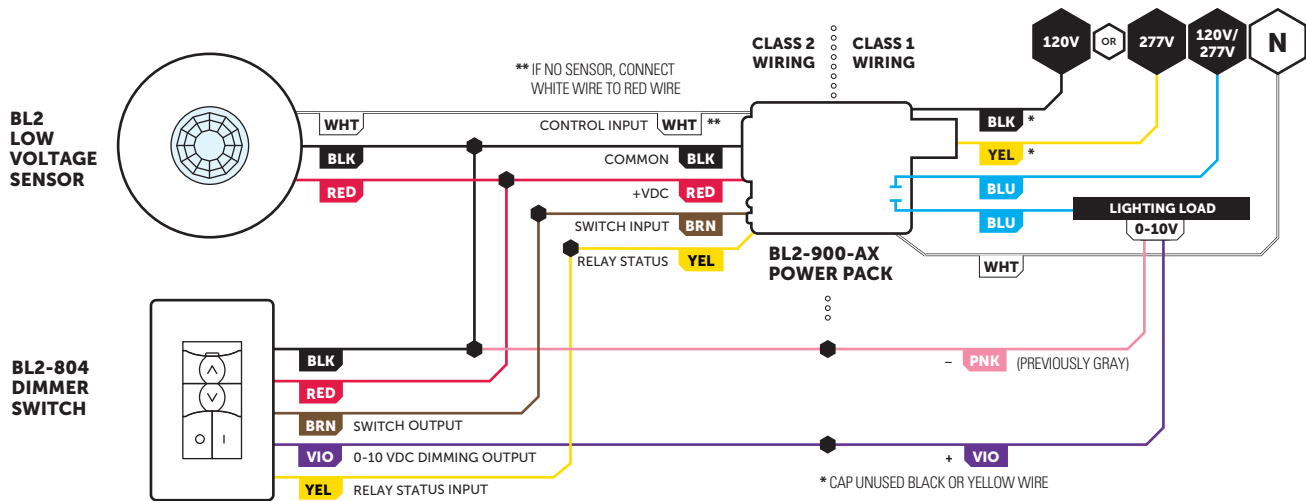 CLASS 2
WIRING
CLASS 1
WIRING
120V
OR
277V
120V/
277V
N
** IF NO SENSOR, CONNECT
WHITE WIRE TO RED WIRE
BL2
LOW
VOLTAGE
SENSOR
WHT
CONTROL INPUT WHT **
BLK *
BLK
COMMON BLK
YEL *
RED
+VDC RED
BLU
SWITCH INPUT BRN
BLU
LIGHTING LOAD
0-10V
RELAY STATUS YEL
BL2-900-AX
POWER PACK
WHT
BL2-804
DIMMER
SWITCH
BLK
– PNK (PREVIOUSLY GRAY)
RED
BRN SWITCH OUTPUT
O I
VIO 0-10 VDC DIMMING OUTPUT
+ VIO
YEL RELAY STATUS INPUT
* CAP UNUSED BLACK OR YELLOW WIRE